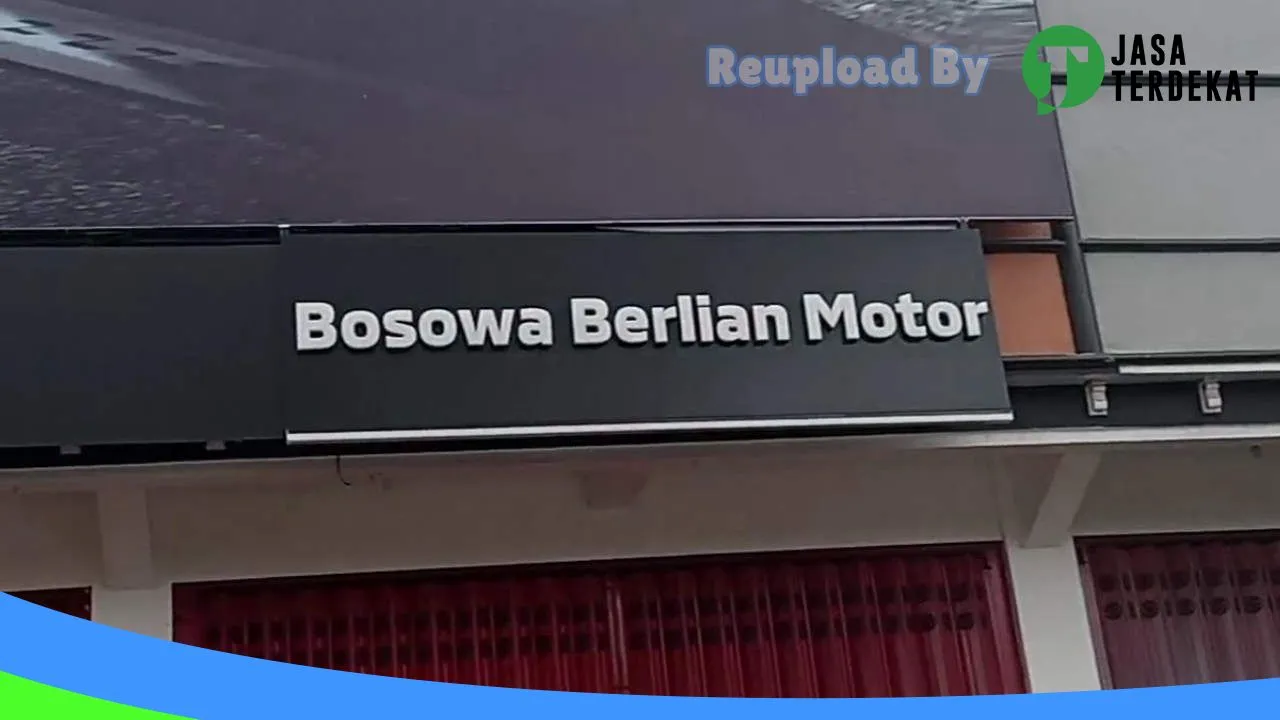 Reupload By
JASA
TERDEKAT
Bosowa Berlian Motor